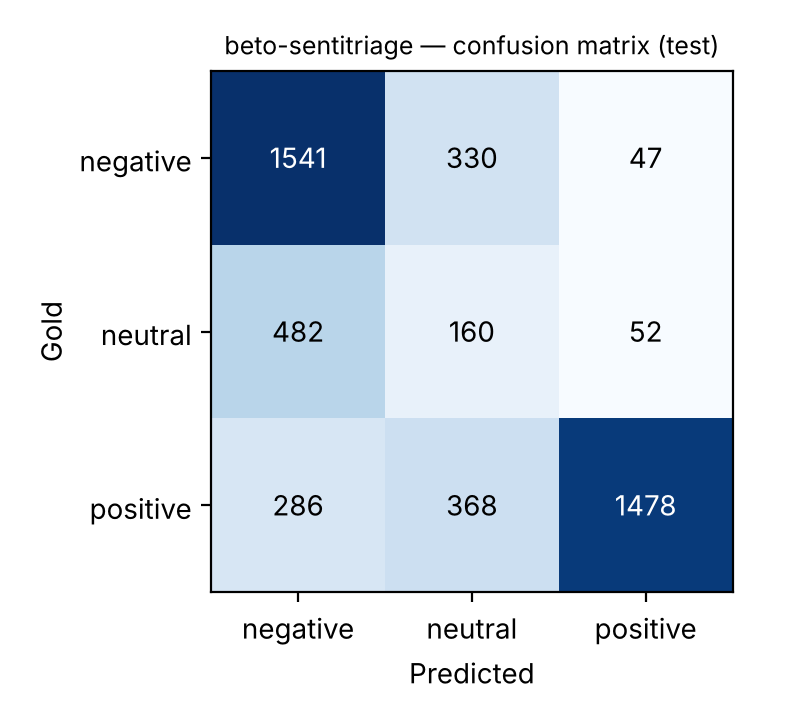 beto-sentitriage — confusion matrix (test)
negative 1541 330 47
neutral 482 160 52
positive 286 368 1478
Gold
negative neutral positive
Predicted